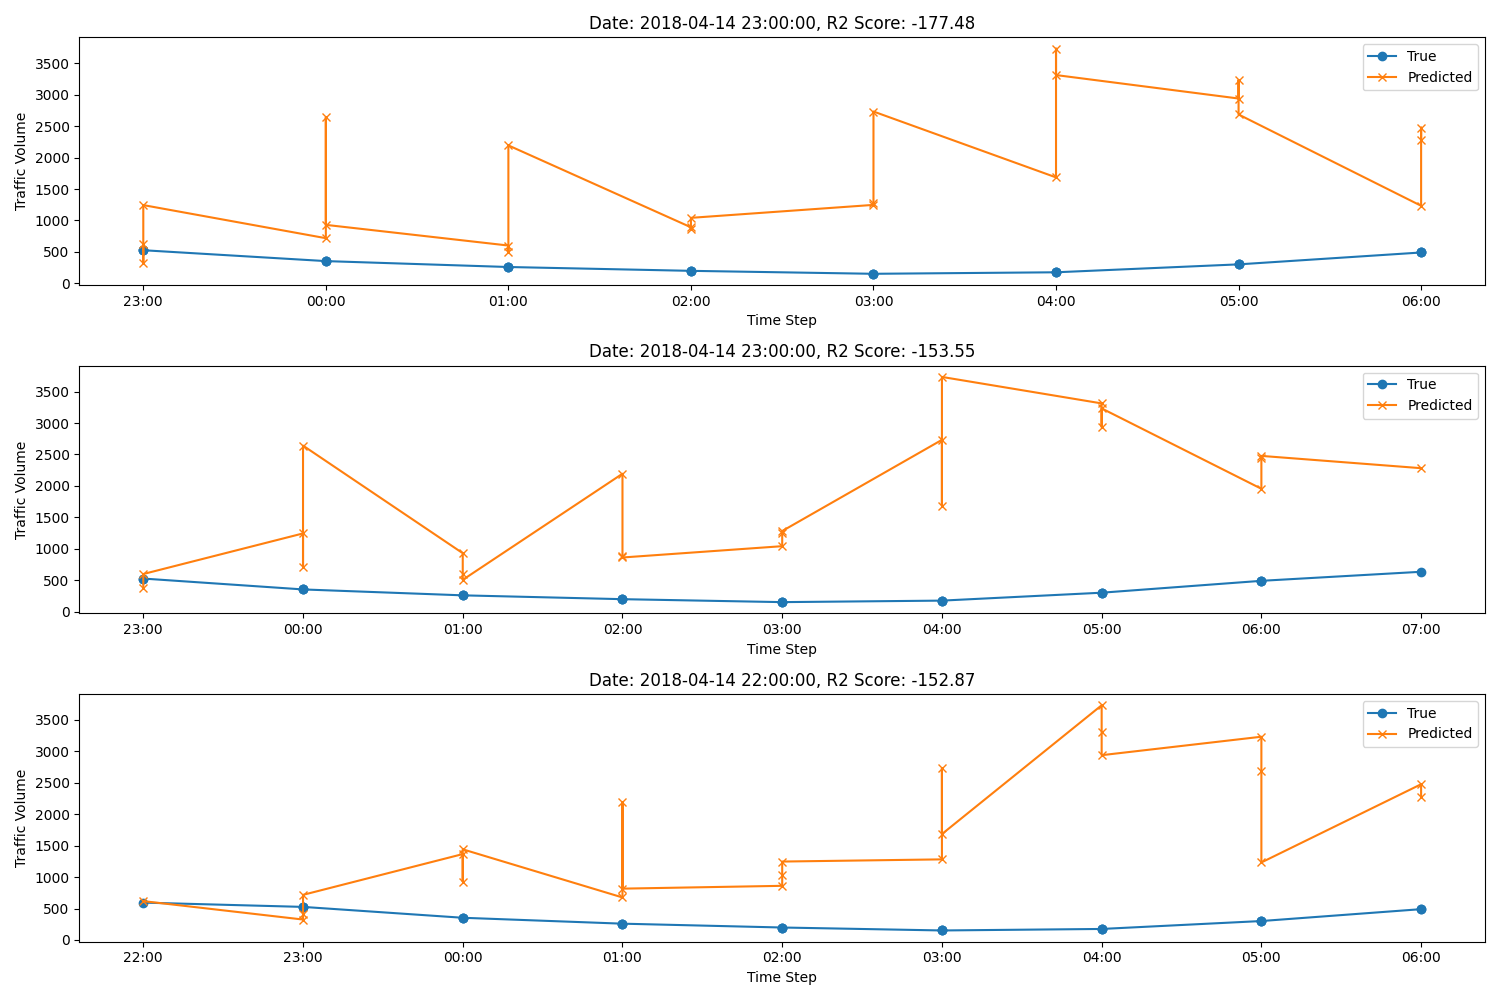 Date: 2018-04-14 23:00:00, R2 Score: -177.48
True
Predicted
Traffic Volume
3500
3000
2500
2000
1500
1000
500
0
23:00 00:00 01:00 02:00 03:00 04:00 05:00 06:00
Time Step
Date: 2018-04-14 23:00:00, R2 Score: -153.55
True
Predicted
Traffic Volume
3500
3000
2500
2000
1500
1000
500
0
23:00 00:00 01:00 02:00 03:00 04:00 05:00 06:00 07:00
Time Step
Date: 2018-04-14 22:00:00, R2 Score: -152.87
True
Predicted
Traffic Volume
3500
3000
2500
2000
1500
1000
500
0
22:00 23:00 00:00 01:00 02:00 03:00 04:00 05:00 06:00
Time Step